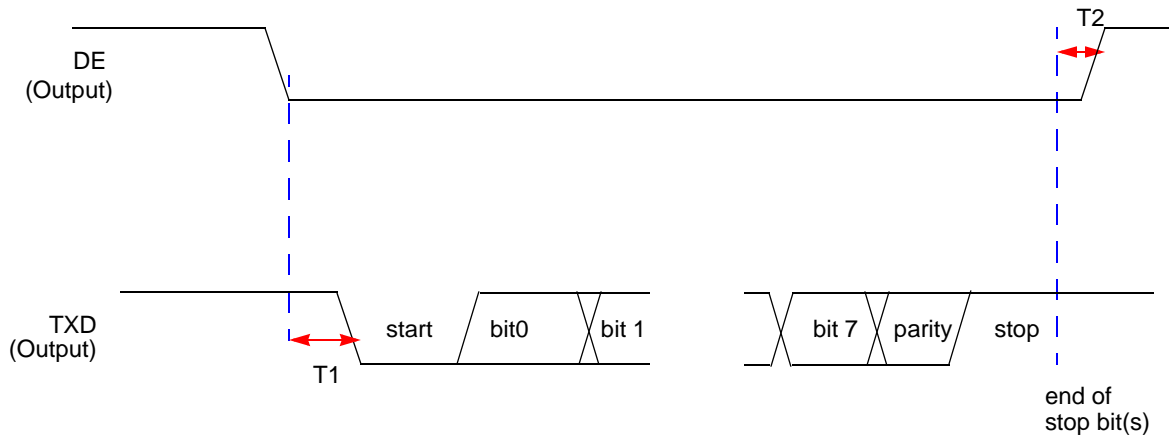 T2
DE
(Output)
TXD
(Output)
start
bit0
bit 1
bit 7
parity
stop
T1
end of
stop bit(s)